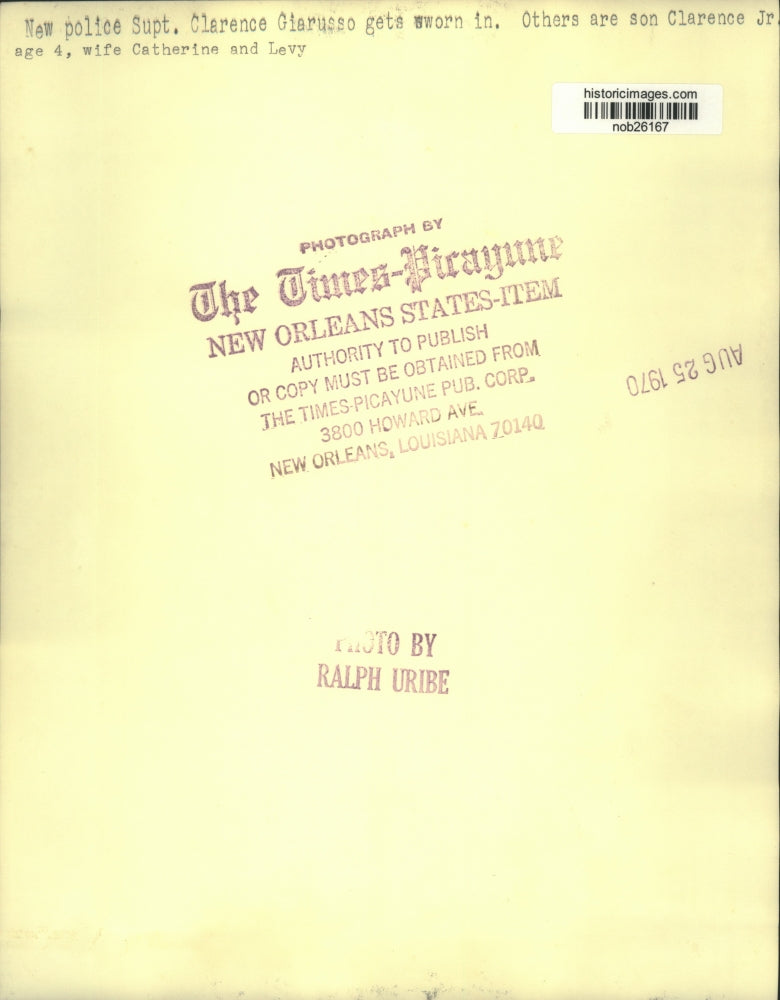 New police Supt. Clarence Giarusso gets sworn in. Others are son Clarence Jr.
age 4, wife Catherine and Levy
historicimages.com
nob26167
PHOTOGRAPH BY
The Times-Picayune
NEW ORLEANS STATES-ITEM
AUTHORITY TO PUBLISH
OR COPY MUST BE OBTAINED FROM
THE TIMES-PICAYUNE PUB. CORP.
3800 HOWARD AVE.
NEW ORLEANS, LOUISIANA 70140
AUG 25 1970
PHOTO BY
RALPH URIBE